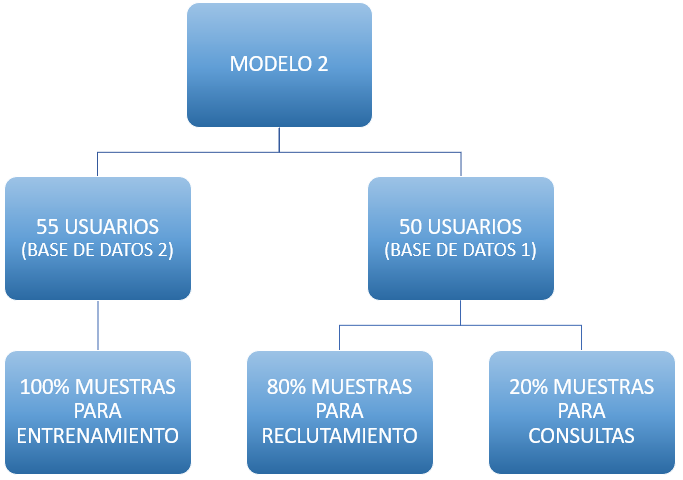 MODELO 2
55 USUARIOS
(BASE DE DATOS 2)
50 USUARIOS
(BASE DE DATOS 1)
100% MUESTRAS
PARA
ENTRENAMIENTO
80% MUESTRAS
PARA
RECLUTAMIENTO
20% MUESTRAS
PARA
CONSULTAS